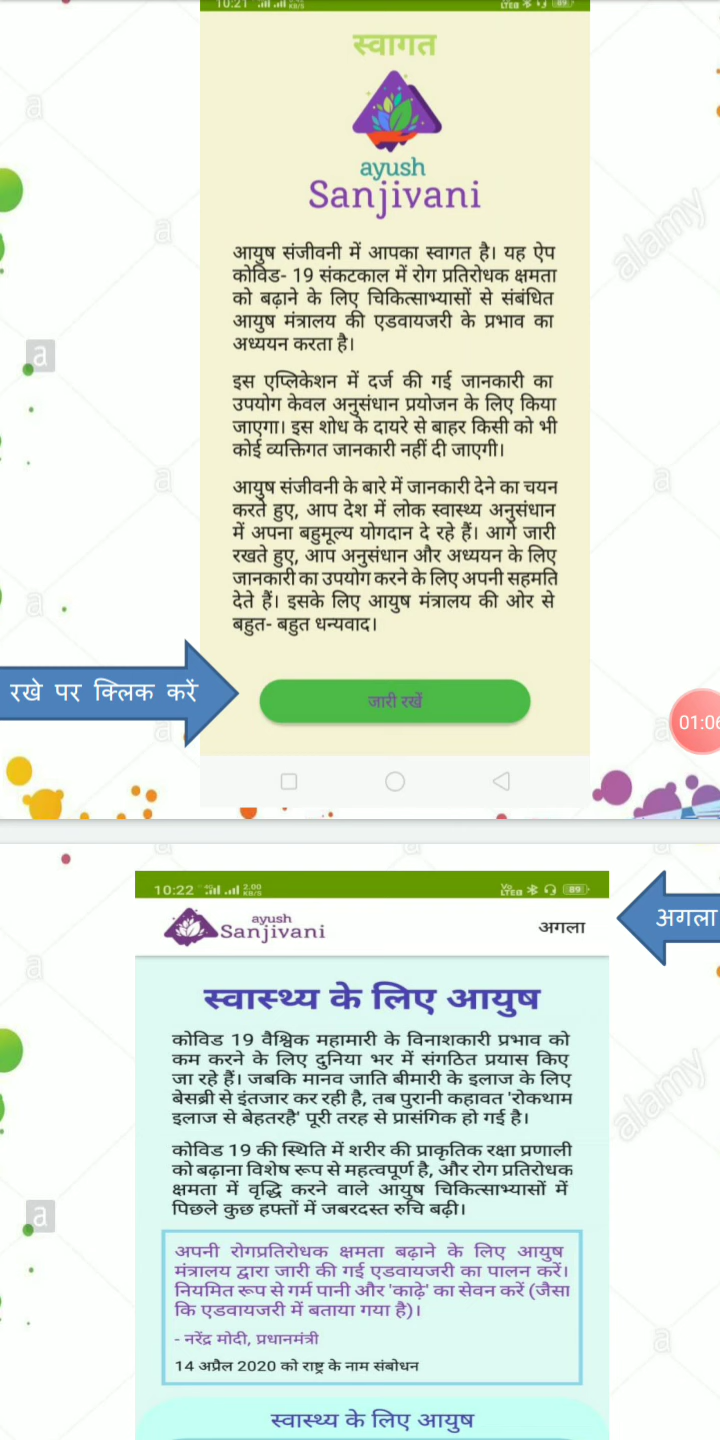 10:21
स्वागत
ayush
Sanjivani
आयुष संजीवनी में आपका स्वागत है। यह ऐप
कोविड- 19 संकटकाल में रोग प्रतिरोधक क्षमता
को बढ़ाने के लिए चिकित्साभ्यासों से संबंधित
आयुष मंत्रालय की एडवायजरी के प्रभाव का
अध्ययन करता है।
इस एप्लिकेशन में दर्ज की गई जानकारी का
उपयोग केवल अनुसंधान प्रयोजन के लिए किया
जाएगा। इस शोध के दायरे से बाहर किसी को भी
कोई व्यक्तिगत जानकारी नहीं दी जाएगी।
आयुष संजीवनी के बारे में जानकारी देने का चयन
करते हुए, आप देश में लोक स्वास्थ्य अनुसंधान
में अपना बहुमूल्य योगदान दे रहे हैं। आगे जारी
रखते हुए, आप अनुसंधान और अध्ययन के लिए
जानकारी का उपयोग करने के लिए अपनी सहमति
देते हैं। इसके लिए आयुष मंत्रालय की ओर से
बहुत- बहुत धन्यवाद।
रखे पर क्लिक करें
जारी रखें
01:06
10:22 2.00 KB/S VoLTE 89
ayush
Sanjivani
अगला
अगला
स्वास्थ्य के लिए आयुष
कोविड 19 वैश्विक महामारी के विनाशकारी प्रभाव को
कम करने के लिए दुनिया भर में संगठित प्रयास किए
जा रहे हैं। जबकि मानव जाति बीमारी के इलाज के लिए
बेसब्री से इंतजार कर रही है, तब पुरानी कहावत 'रोकथाम
इलाज से बेहतरहै' पूरी तरह से प्रासंगिक हो गई है।
कोविड 19 की स्थिति में शरीर की प्राकृतिक रक्षा प्रणाली
को बढ़ाना विशेष रूप से महत्वपूर्ण है, और रोग प्रतिरोधक
क्षमता में वृद्धि करने वाले आयुष चिकित्साभ्यासों में
पिछले कुछ हफ्तों में जबरदस्त रुचि बढ़ी।
अपनी रोगप्रतिरोधक क्षमता बढ़ाने के लिए आयुष
मंत्रालय द्वारा जारी की गई एडवायजरी का पालन करें।
नियमित रूप से गर्म पानी और 'काढ़े' का सेवन करें (जैसा
कि एडवायजरी में बताया गया है)।
- नरेंद्र मोदी, प्रधानमंत्री
14 अप्रैल 2020 को राष्ट्र के नाम संबोधन
स्वास्थ्य के लिए आयुष
alamy
alamy